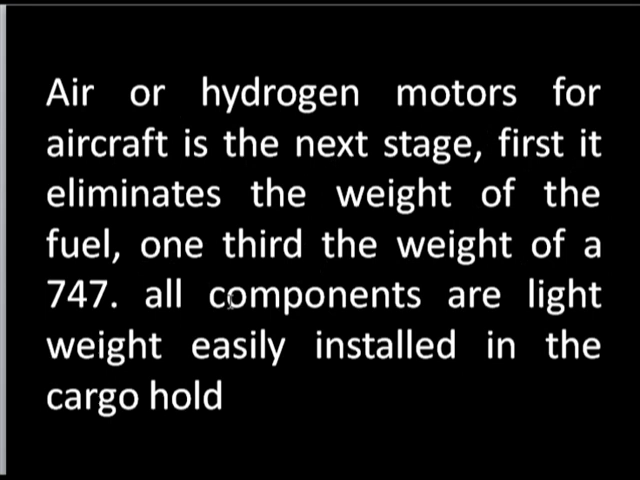 Air or hydrogen motors for
aircraft is the next stage, first it
eliminates the weight of the
fuel, one third the weight of a
747. all components are light
weight easily installed in the
cargo hold